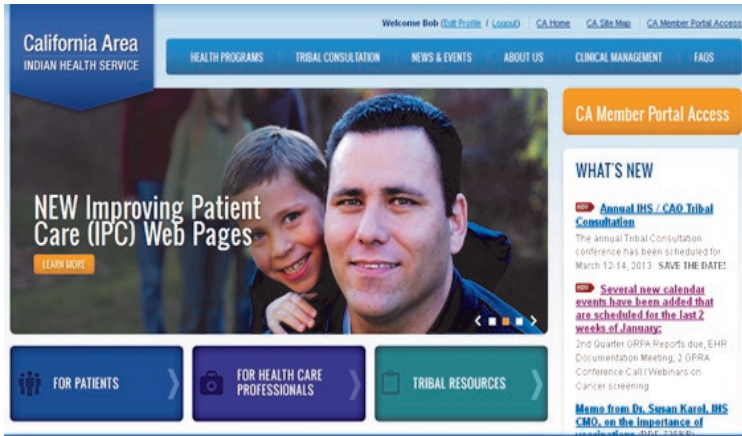 Welcome Bob (Edit Profile / Logout) CA Home CA Site Map CA Member Portal Access
California Area
INDIAN HEALTH SERVICE
HEALTH PROGRAMS TRIBAL CONSULTATION NEWS & EVENTS ABOUT US CLINICAL MANAGEMENT FAQS
NEW Improving Patient
Care (IPC) Web Pages
LEARN MORE
FOR PATIENTS
FOR HEALTH CARE
PROFESSIONALS
TRIBAL RESOURCES
CA Member Portal Access
WHAT'S NEW
NEW Annual IHS / CAO Tribal
Consultation
The annual Tribal Consultation
conference has been scheduled for
March 12-14, 2013. SAVE THE DATE!
NEW Several new calendar
events have been added that
are scheduled for the last 2
weeks of January:
2nd Quarter GRPA Reports due, EHR
Documentation Meeting, 2 GPRA
Conference Call / Webinars on
Cancer screening
Memo from Dr. Susan Karol, IHS
CMO, on the importance of
vaccinations